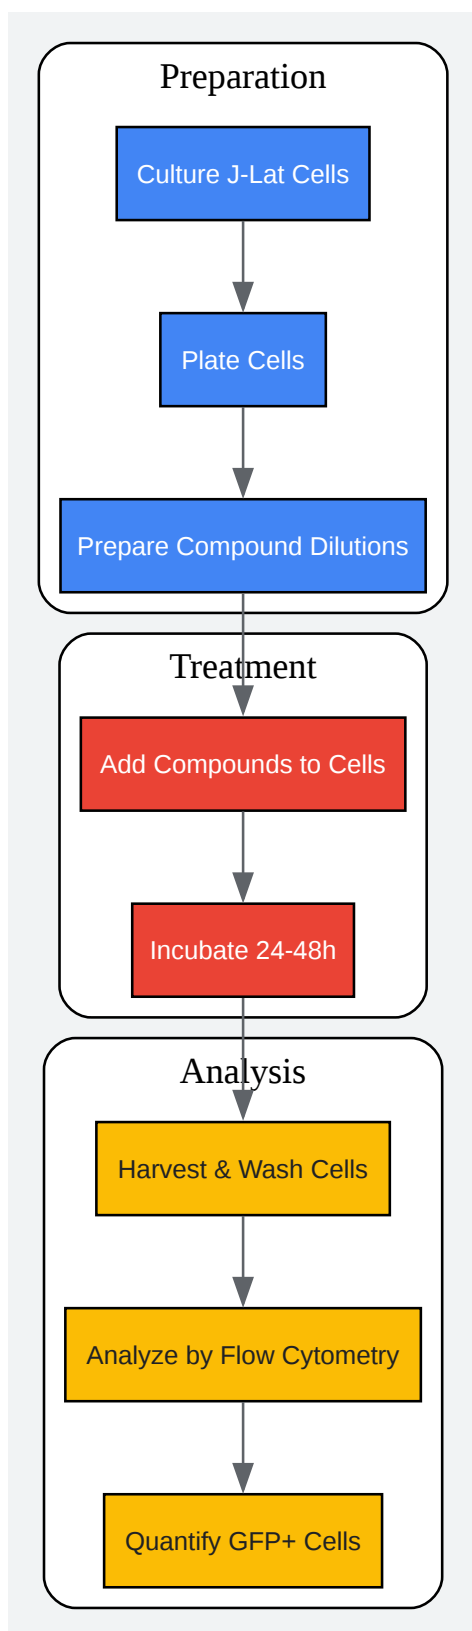 Preparation
Culture J-Lat Cells
Plate Cells
Prepare Compound Dilutions
Treatment
Add Compounds to Cells
Incubate 24-48h
Analysis
Harvest & Wash Cells
Analyze by Flow Cytometry
Quantify GFP+ Cells